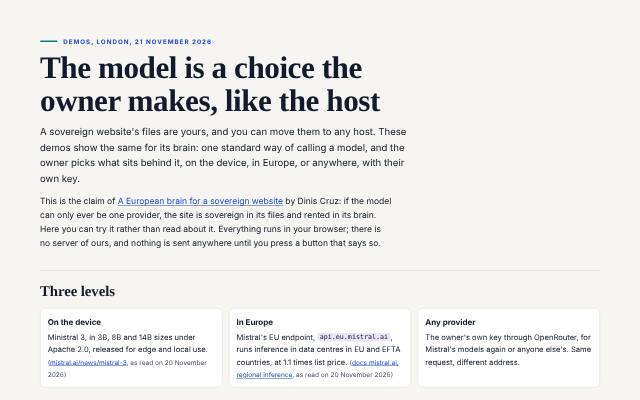 DEMOS, LONDON, 21 NOVEMBER 2026
The model is a choice the
owner makes, like the host
A sovereign website's files are yours, and you can move them to any host. These
demos show the same for its brain: one standard way of calling a model, and the
owner picks what sits behind it, on the device, in Europe, or anywhere, with their
own key.
This is the claim of A European brain for a sovereign website by Dinis Cruz: if the model
can only ever be one provider, the site is sovereign in its files and rented in its brain.
Here you can try it rather than read about it. Everything runs in your browser; there is
no server of ours, and nothing is sent anywhere until you press a button that says so.
Three levels
On the device
Ministral 3, in 3B, 8B and 14B sizes under
Apache 2.0, released for edge and local use.
(mistral.ai/news/mistral-3, as read on 20 November
2026)
In Europe
Mistral's EU endpoint, api.eu.mistral.ai,
runs inference in data centres in EU and EFTA
countries, at 1.1 times list price. (docs.mistral.ai,
regional inference, as read on 20 November 2026)
Any provider
The owner's own key through OpenRouter, for
Mistral's models again or anyone else's. Same
request, different address.